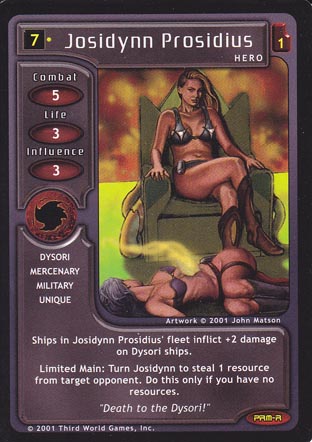 7
Josidynn Prosidius
1
HERO
Combat
5
Life
3
Influence
3
DYSORI
MERCENARY
MILITARY
UNIQUE
Artwork © 2001 John Matson
Ships in Josidynn Prosidius' fleet inflict +2 damage
on Dysori ships.
Limited Main: Turn Josidynn to steal 1 resource
from target opponent. Do this only if you have no
resources.
"Death to the Dysori!"
© 2001 Third World Games, Inc.
PRM-R